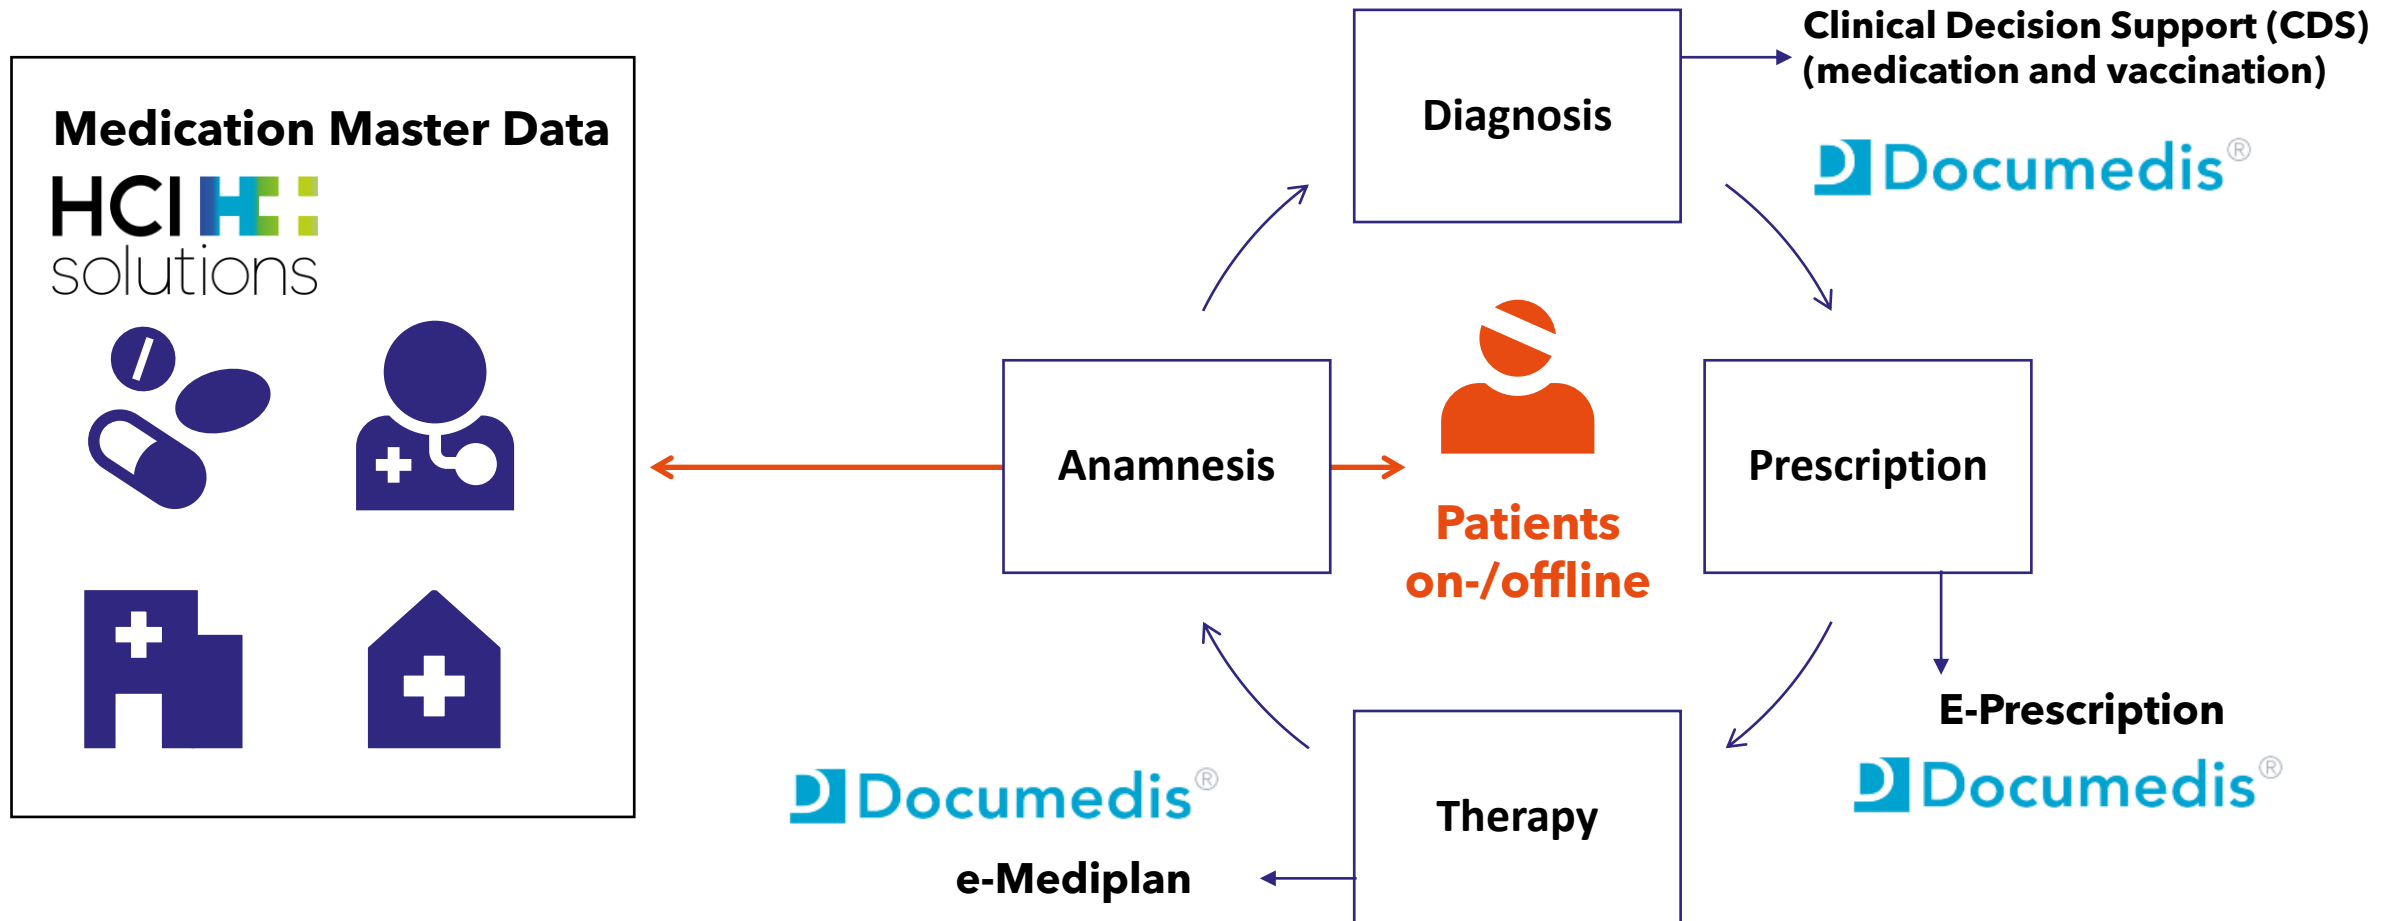 Medication Master Data
HCI
solutions
Diagnosis
Clinical Decision Support (CDS)
(medication and vaccination)
Documedis®
Anamnesis
Patients
on-/offline
Prescription
E-Prescription
Documedis®
Therapy
Documedis®
e-Mediplan